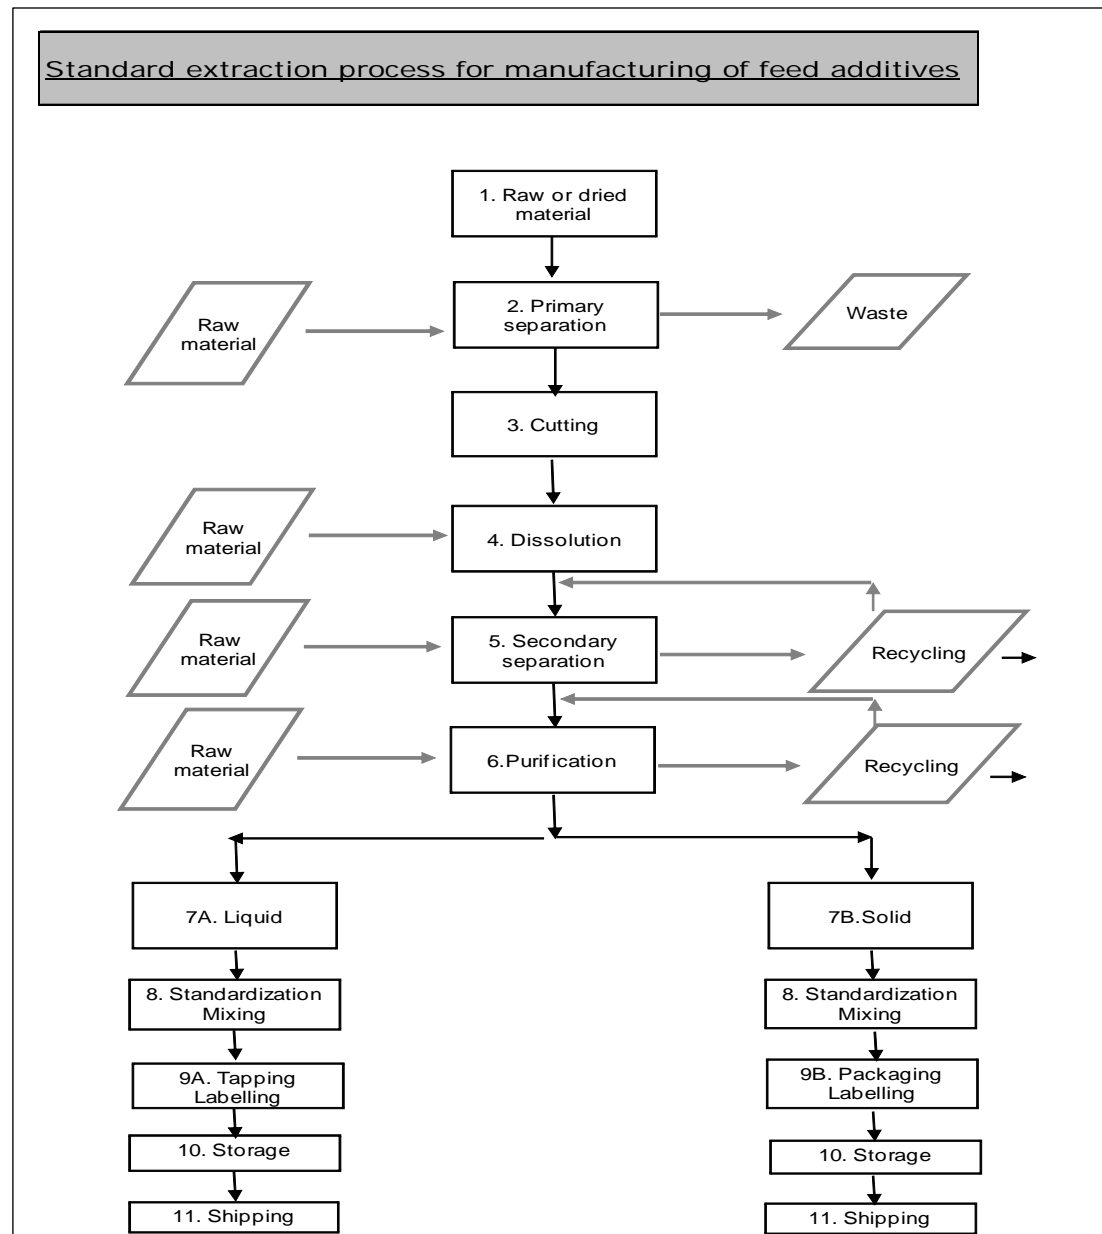 Standard extraction process for manufacturing of feed additives
1. Raw or dried
material
Raw
material
2. Primary
separation
Waste
3. Cutting
Raw
material
4. Dissolution
Raw
material
5. Secondary
separation
Recycling
Raw
material
6.Purification
Recycling
7A. Liquid
7B.Solid
8. Standardization
Mixing
8. Standardization
Mixing
9A. Tapping
Labelling
9B. Packaging
Labelling
10. Storage
10. Storage
11. Shipping
11. Shipping